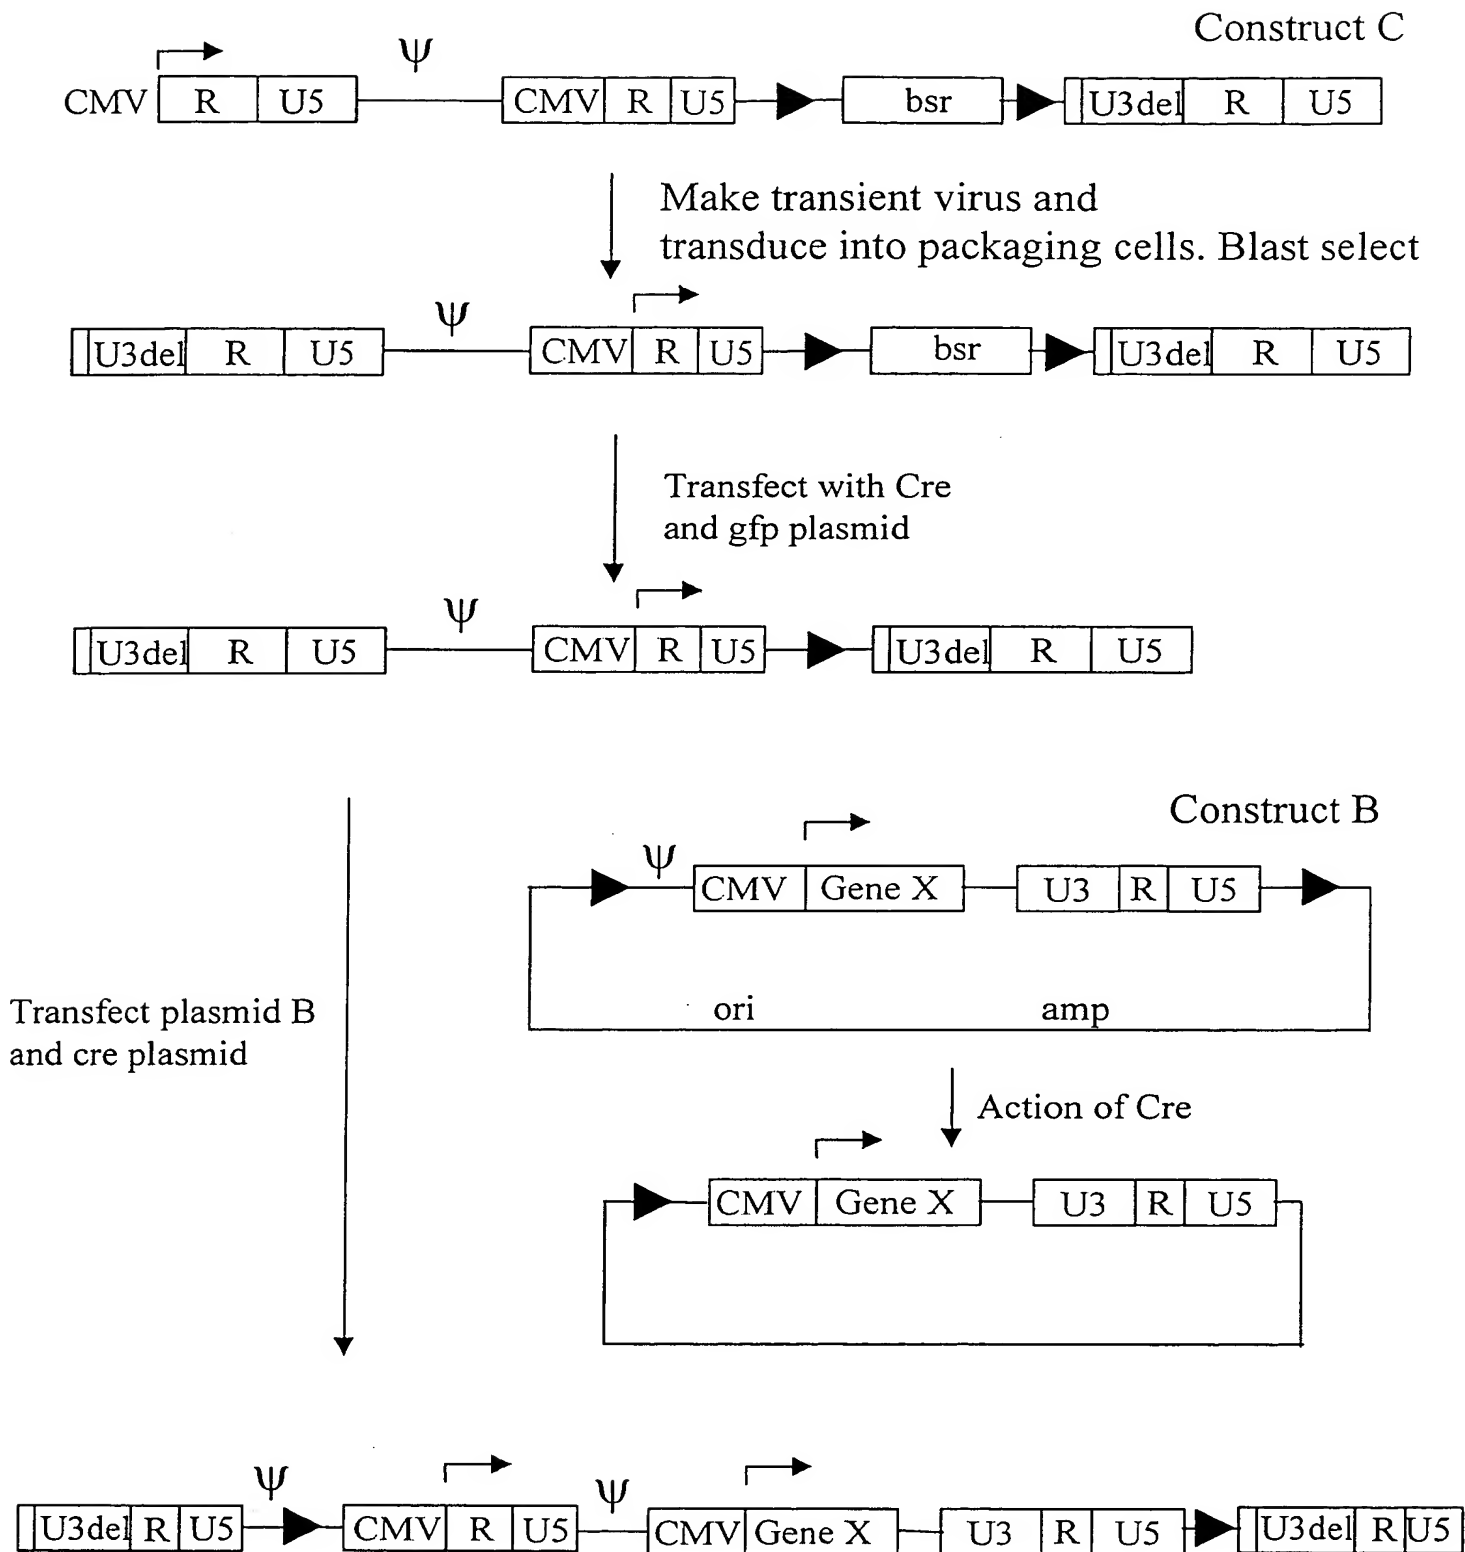 Construct C
ψ
CMV R U5 CMV R U5 bsr U3del R U5
Make transient virus and
transduce into packaging cells. Blast select
ψ
U3del R U5 CMV R U5 bsr U3del R U5
Transfect with Cre
and gfp plasmid
ψ
U3del R U5 CMV R U5 U3del R U5
Construct B
ψ
CMV Gene X U3 R U5
ori amp
Transfect plasmid B
and cre plasmid
Action of Cre
CMV Gene X U3 R U5
ψ ψ
U3del R U5 CMV R U5 CMV Gene X U3 R U5 U3del R U5